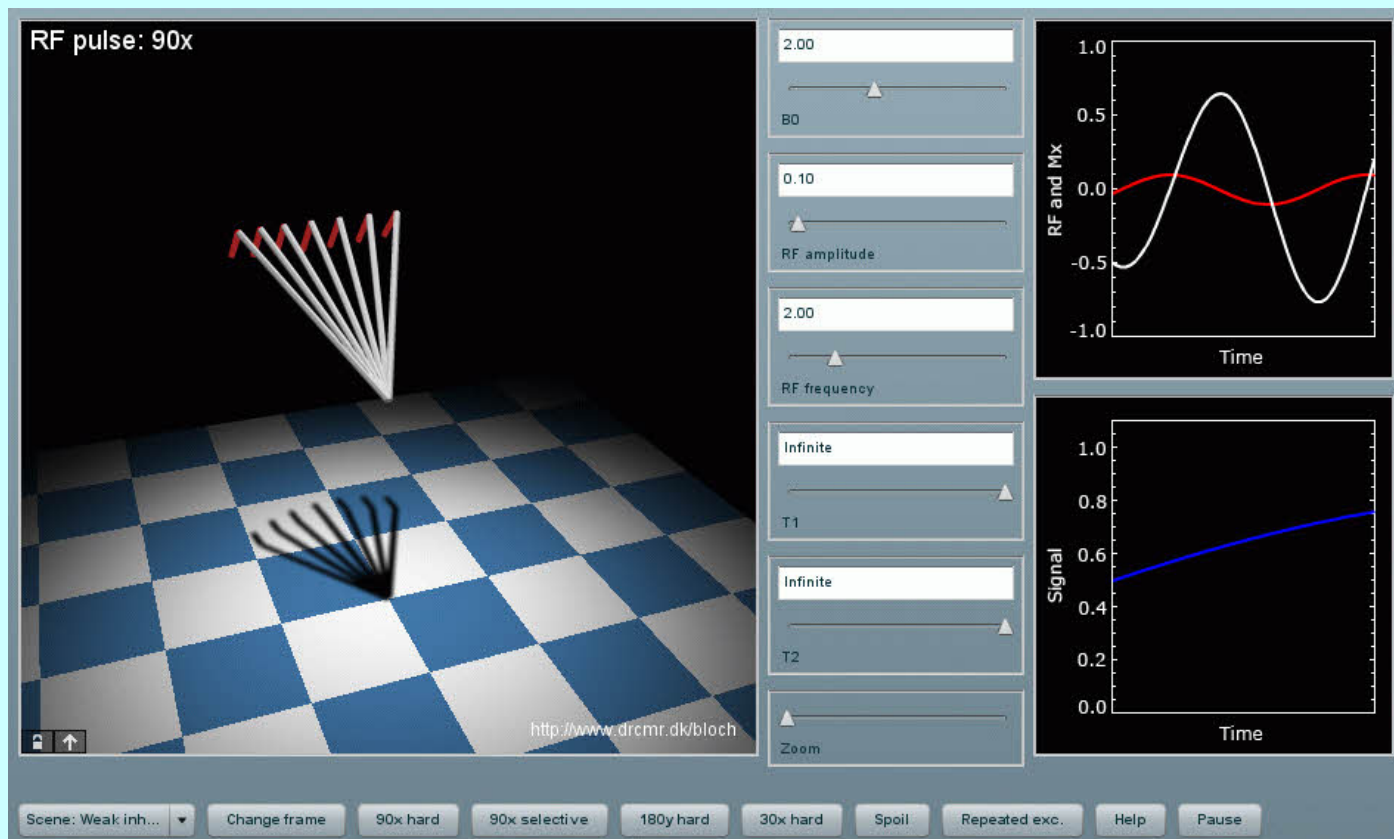 RF pulse: 90x
http://www.drcmr.dk/bloch
2.00
B0
0.10
RF amplitude
2.00
RF frequency
Infinite
T1
Infinite
T2
Zoom
1.0
0.5
0.0
-0.5
-1.0
RF and Mx
Time
1.0
0.8
0.6
0.4
0.2
0.0
Signal
Time
Scene: Weak inh...
Change frame
90x hard
90x selective
180y hard
30x hard
Spoil
Repeated exc.
Help
Pause